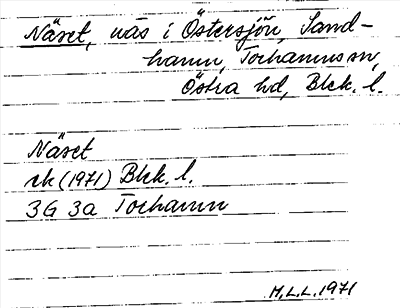 Näset, näs i Östersjön, Sand-
hamn, Torhamns sn,
Östra hd, Blek. l.
Näset
rk (1971) Blek. l.
3G 3a Torhamn
M.L.L. 1971